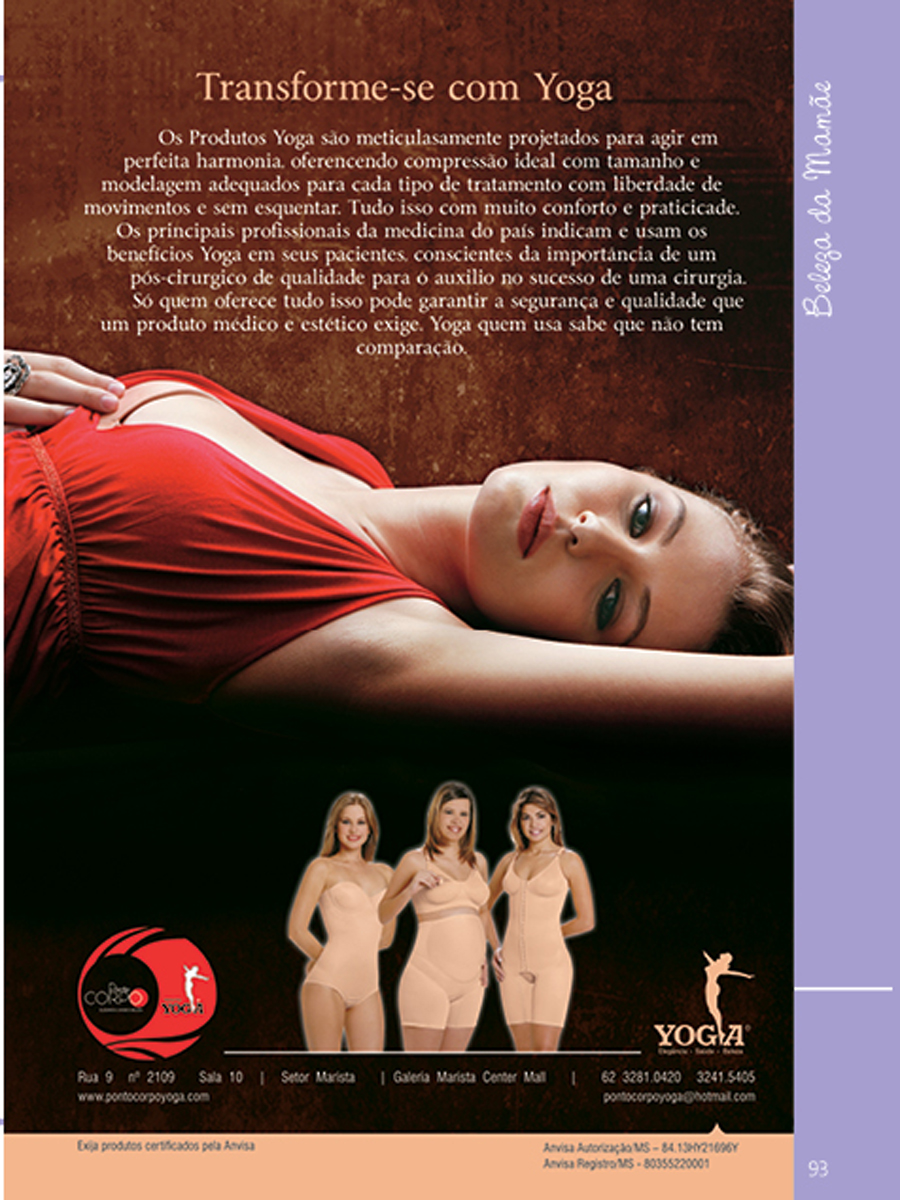 Transforme-se com Yoga
Os Produtos Yoga são meticulasamente projetados para agir em
perfeita harmonia, oferencendo compressão ideal com tamanho e
modelagem adequados para cada tipo de tratamento com liberdade de
movimentos e sem esquentar. Tudo isso com muito conforto e praticicade.
Os principais profissionais da medicina do país indicam e usam os
benefícios Yoga em seus pacientes, conscientes da importância de um
pós-cirurgico de qualidade para o auxilio no sucesso de uma cirurgia.
Só quem oferece tudo isso pode garantir a segurança e qualidade que
um produto médico e estético exige. Yoga quem usa sabe que não tem
comparação.
Beleza da Mamãe
Ponto
CORPO
YOGA
YOGA®
Elegância - Saúde - Beleza
Rua 9 nº 2109 Sala 10 | Setor Marista | Galeria Marista Center Mall | 62 3281.0420 3241.5405
www.pontocorpoyoga.com pontocorpoyoga@hotmail.com
Exija produtos certificados pela Anvisa
Anvisa Autorização/MS – 84.13HY21696Y
Anvisa Registro/MS - 80355220001
93